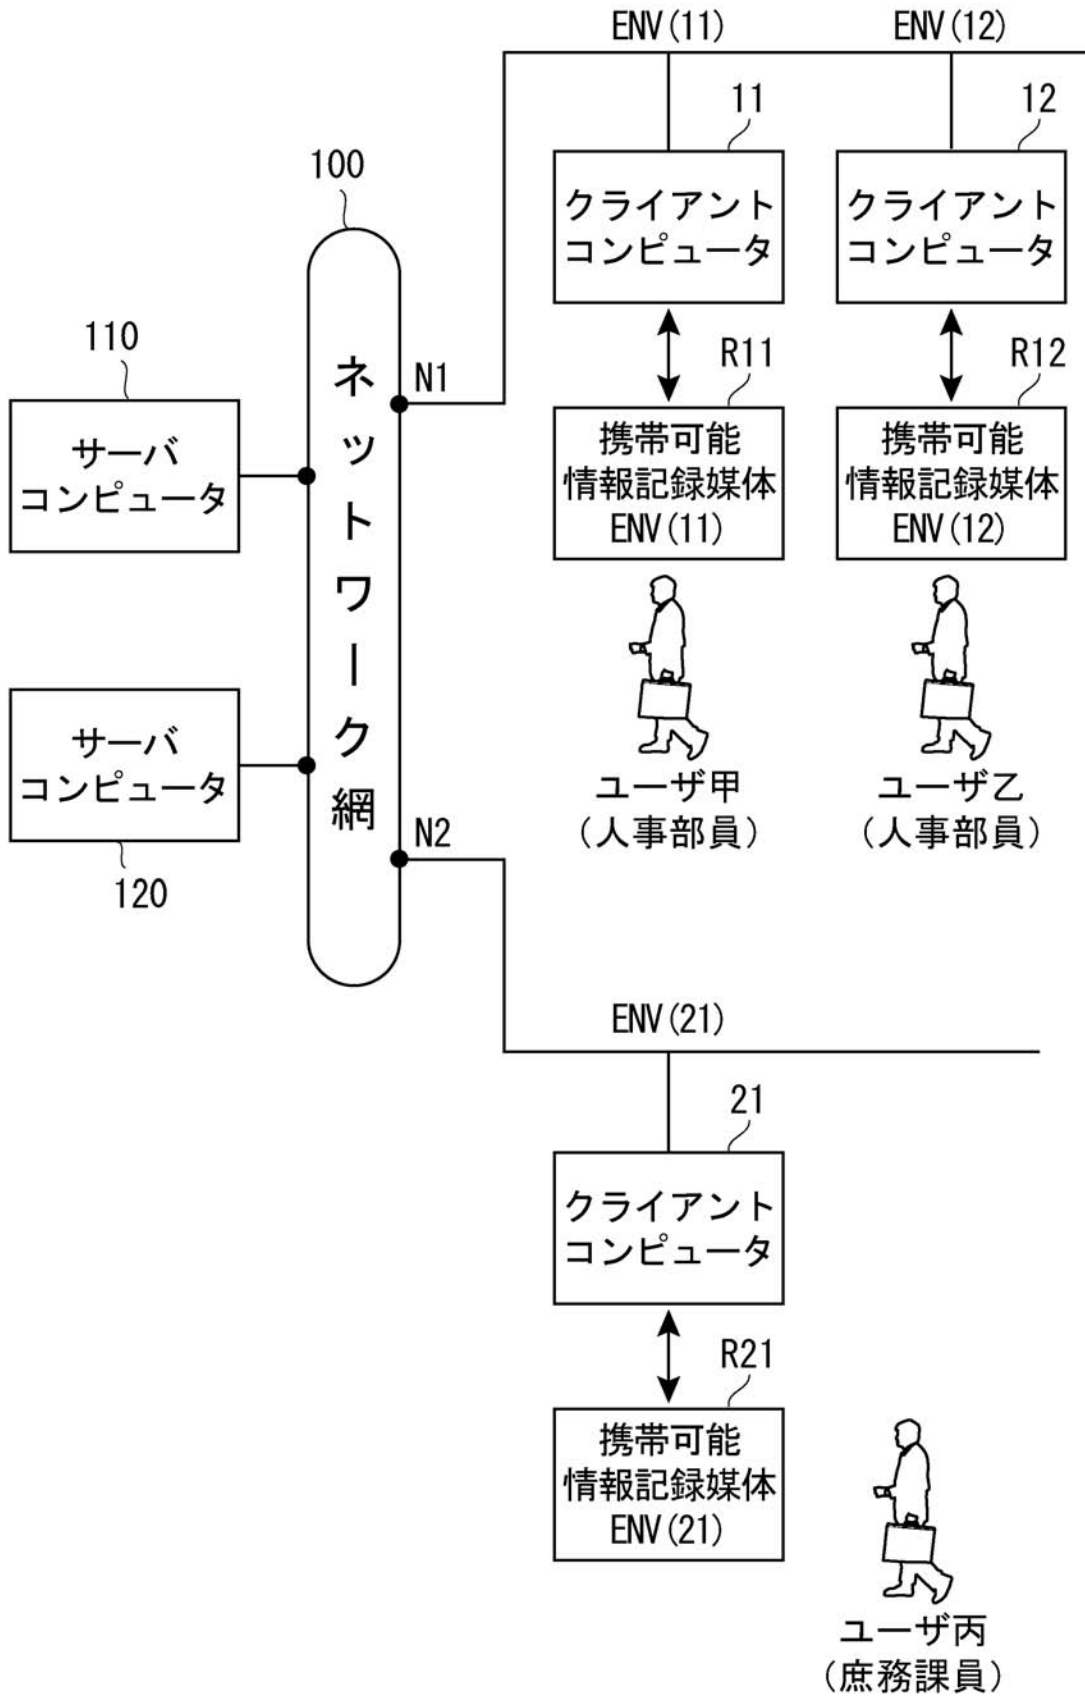 ENV(11)
ENV(12)
11
12
100
クライアント
コンピュータ
クライアント
コンピュータ
110
サーバ
コンピュータ
ネットワーク網
N1
R11
R12
携帯可能
情報記録媒体
ENV(11)
携帯可能
情報記録媒体
ENV(12)
ユーザ甲
(人事部員)
ユーザ乙
(人事部員)
サーバ
コンピュータ
120
N2
ENV(21)
21
クライアント
コンピュータ
R21
携帯可能
情報記録媒体
ENV(21)
ユーザ丙
(庶務課員)